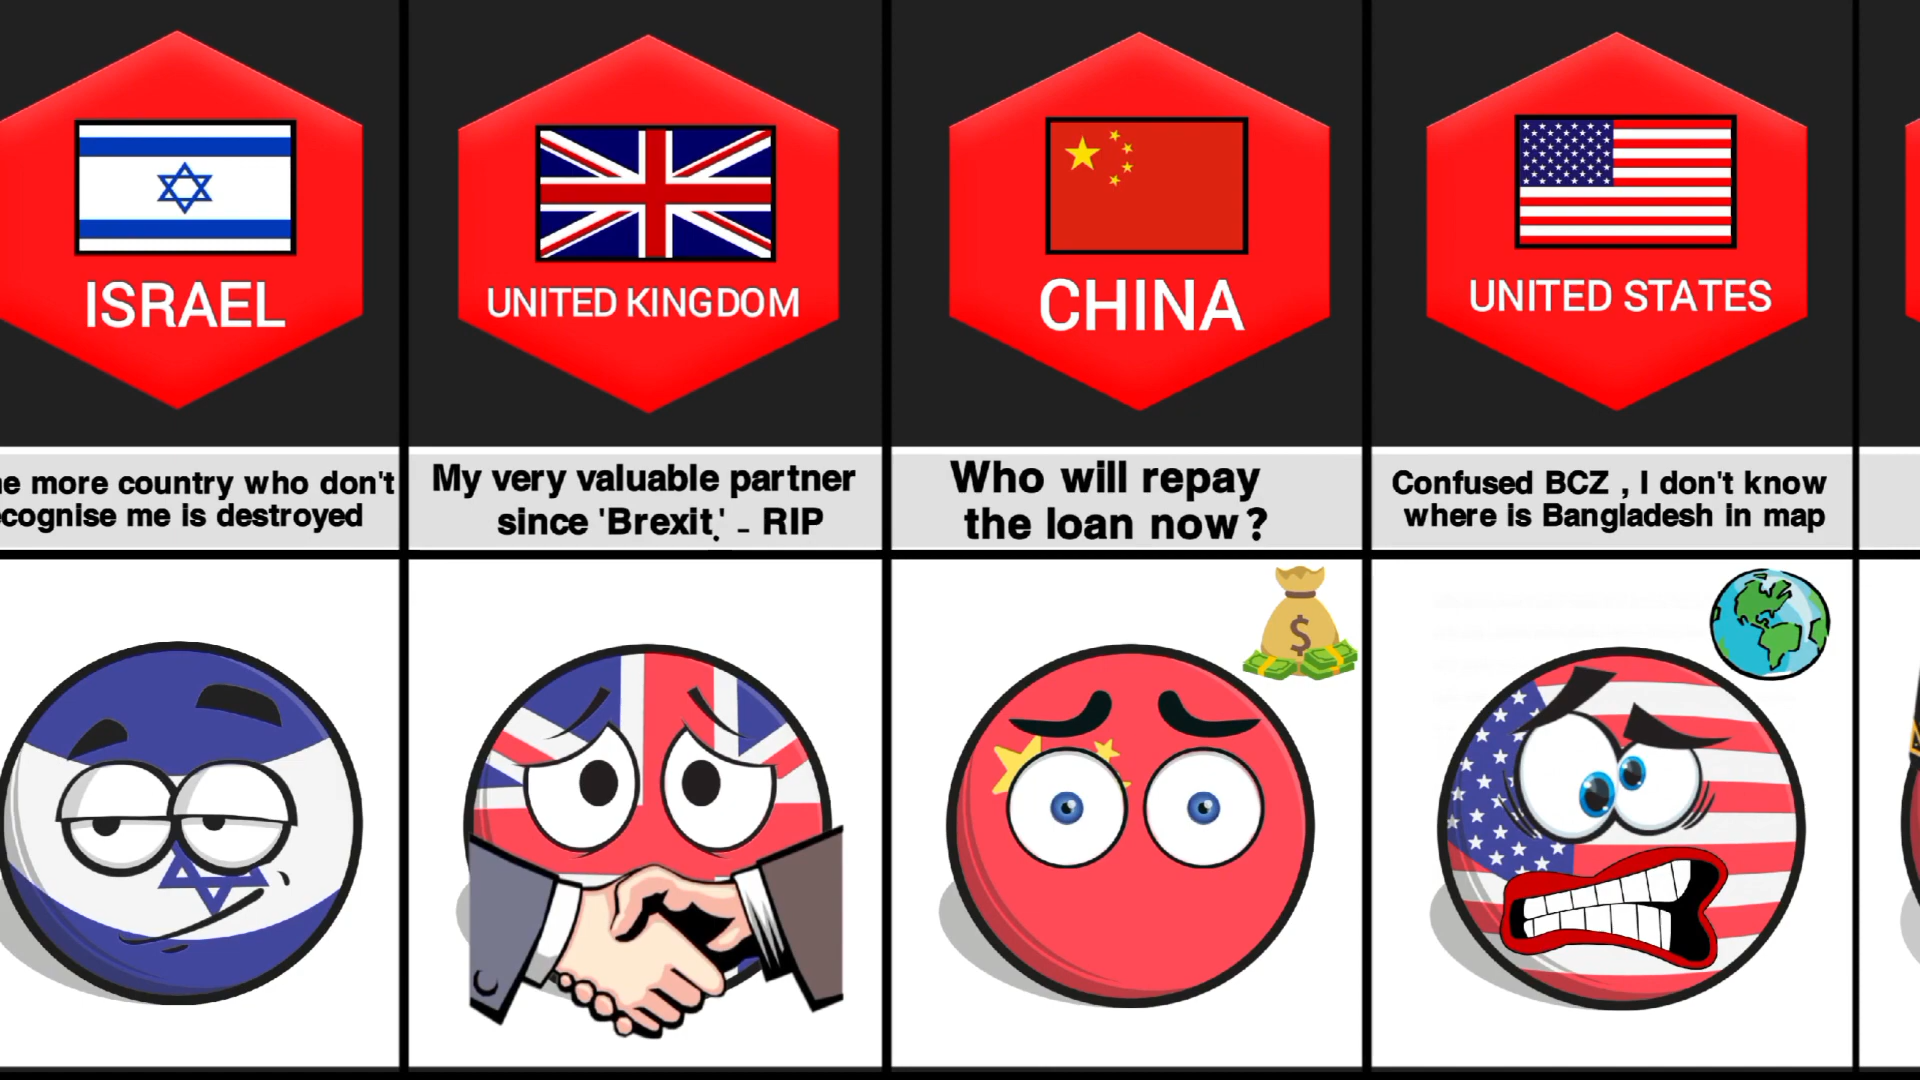 ISRAEL
UNITED KINGDOM
CHINA
UNITED STATES
more country who don't
me is destroyed
My very valuable partner
since 'Brexit.' - RIP
Who will repay
the loan now?
Confused BCZ , I don't know
where is Bangladesh in map
$